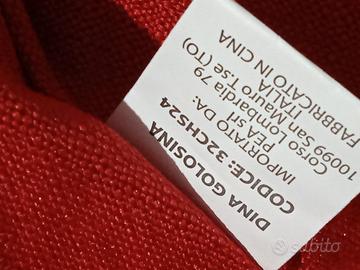 DINA GOLOSINA
CODICE: 32CHS24
IMPORTATO DA:
PEA srl
Corso Lombardia 79
10099 San Mauro T.se (TO)
ITALIA
FABBRICATO IN CINA
subito